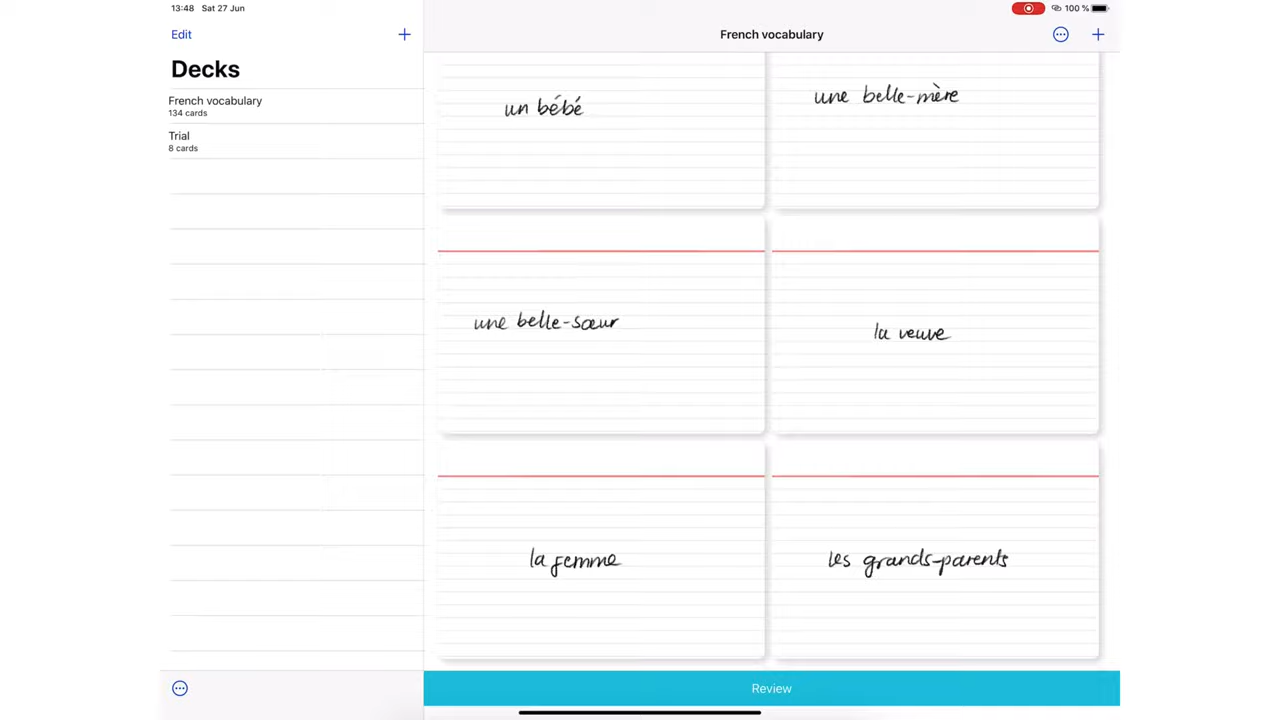 13:48 Sat 27 Jun
100 %
Edit
French vocabulary
Decks
French vocabulary
134 cards
Trial
8 cards
un bébé
une belle-mère
une belle-sœur
la veuve
la femme
les grands-parents
Review